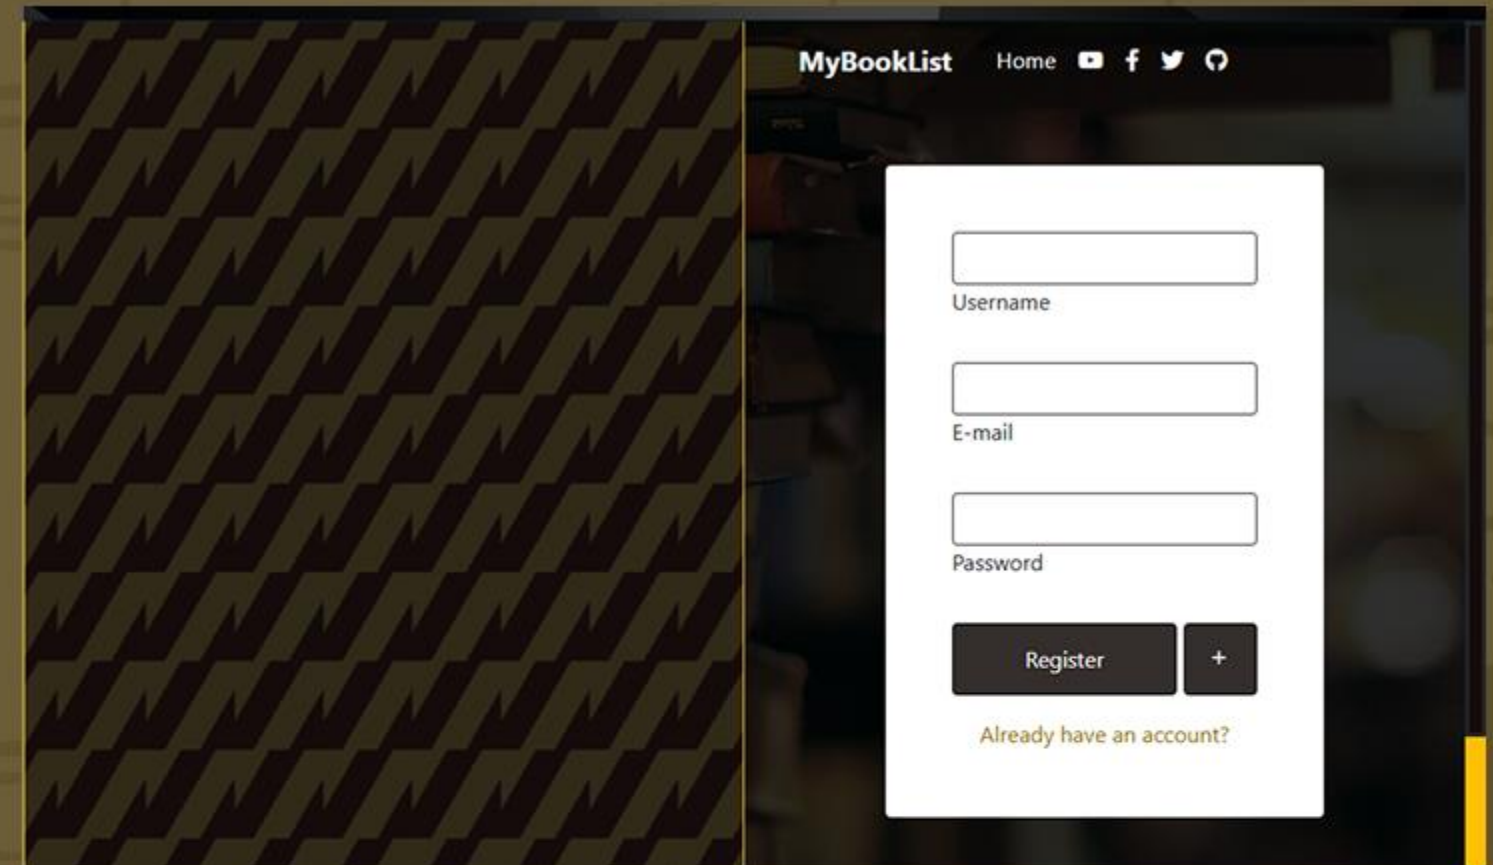 MyBookList Home
Username
E-mail
Password
Register +
Already have an account?